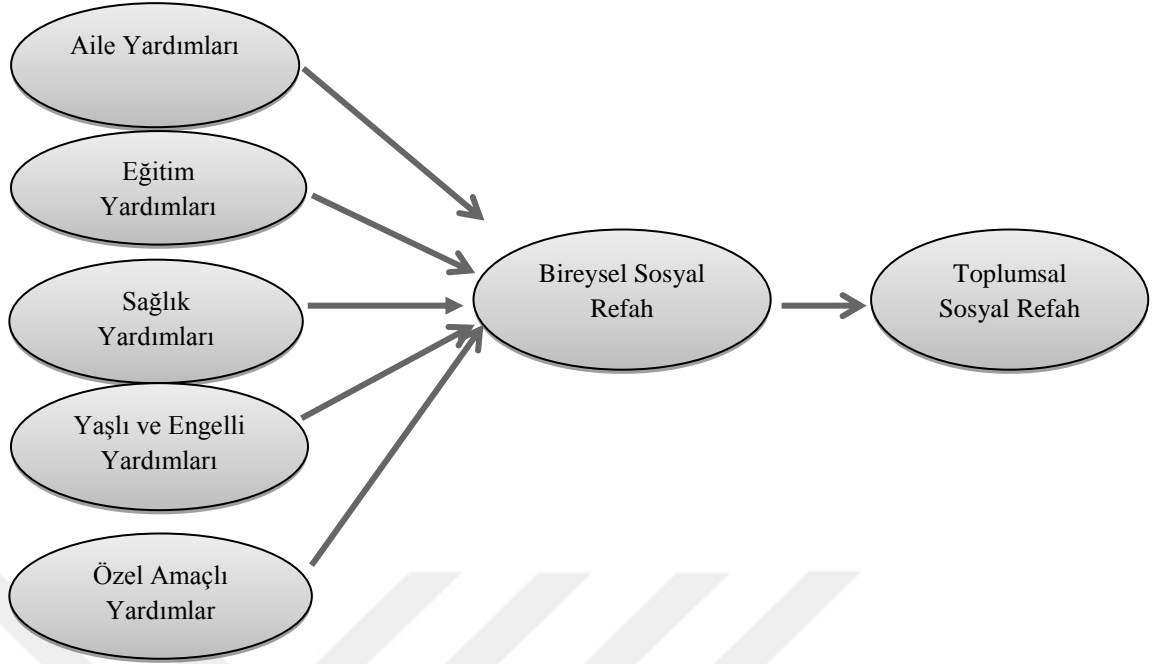 Aile Yardımları
Eğitim
Yardımları
Sağlık
Yardımları
Yaşlı ve Engelli
Yardımları
Özel Amaçlı
Yardımlar
Bireysel Sosyal
Refah
Toplumsal
Sosyal Refah